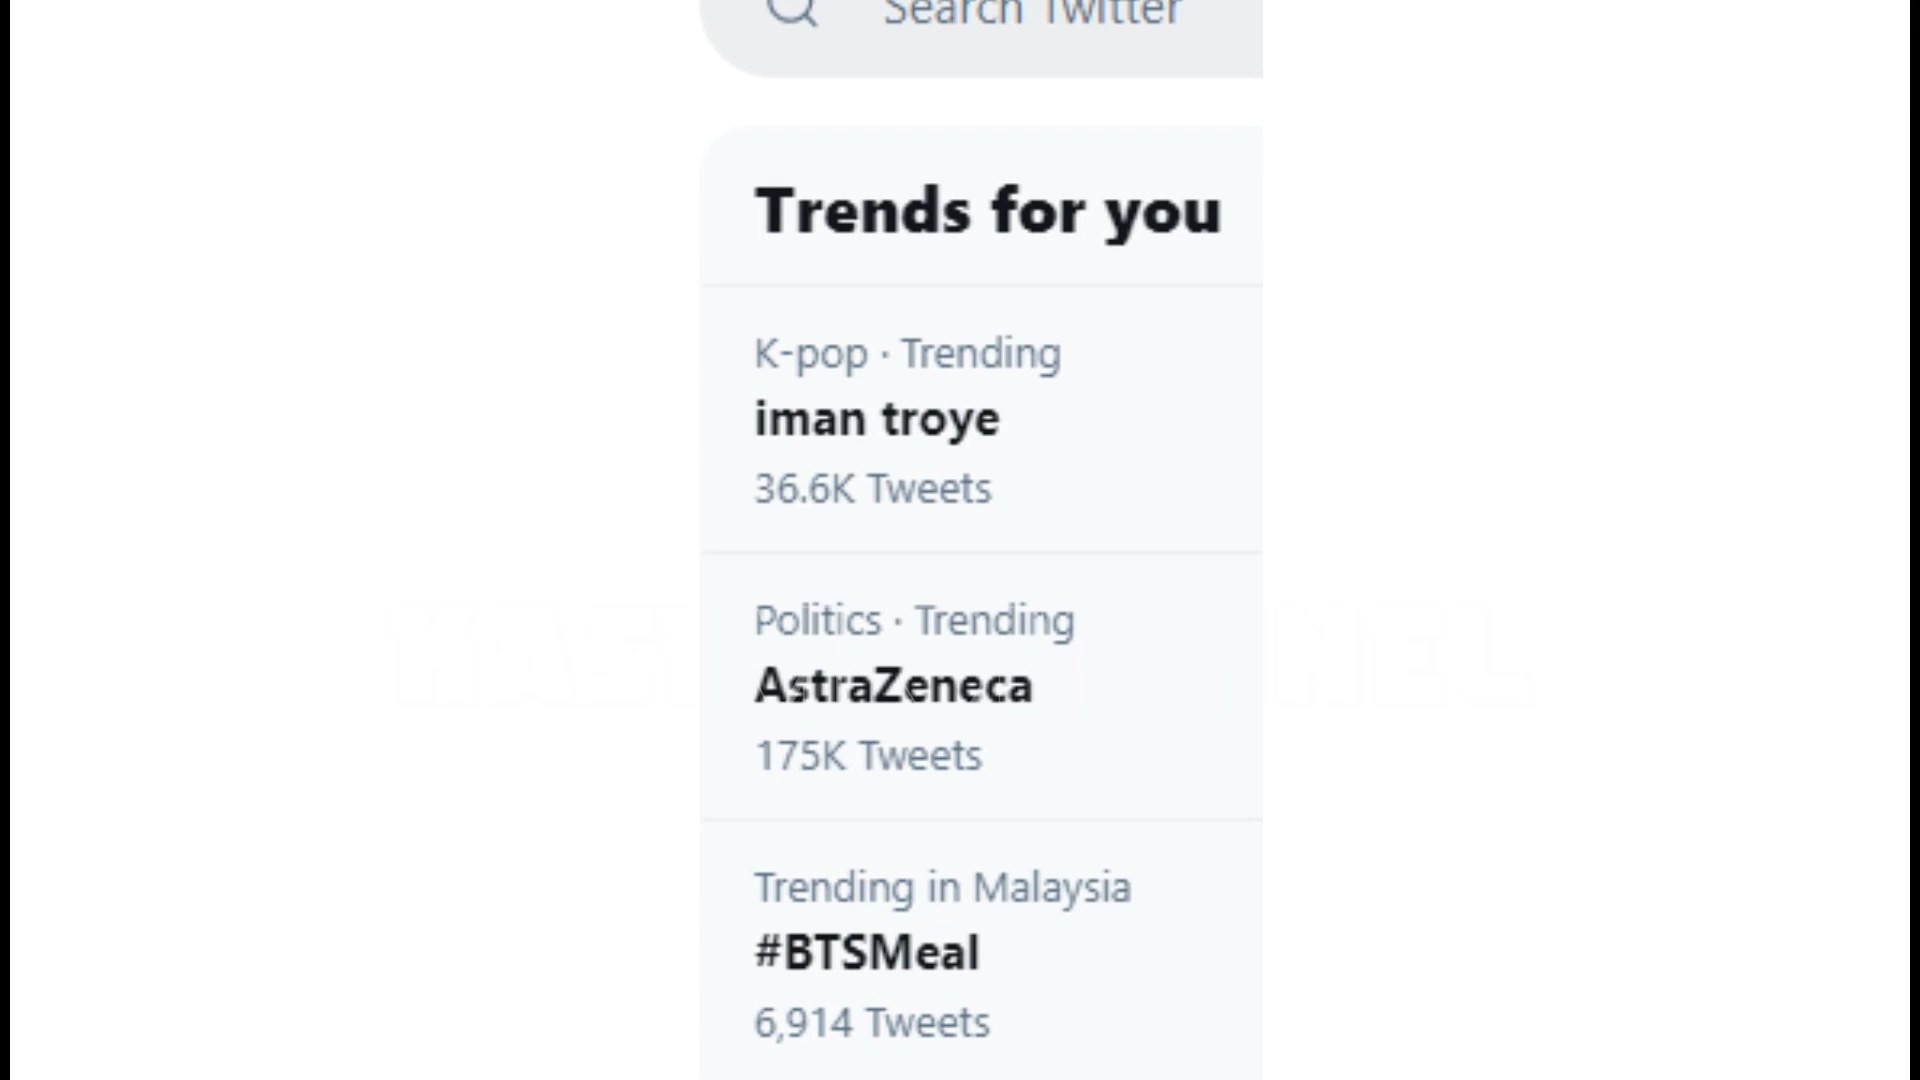 Search Twitter
Trends for you
K-pop · Trending
iman troye
36.6K Tweets
Politics · Trending
AstraZeneca
175K Tweets
Trending in Malaysia
#BTSMeal
6,914 Tweets